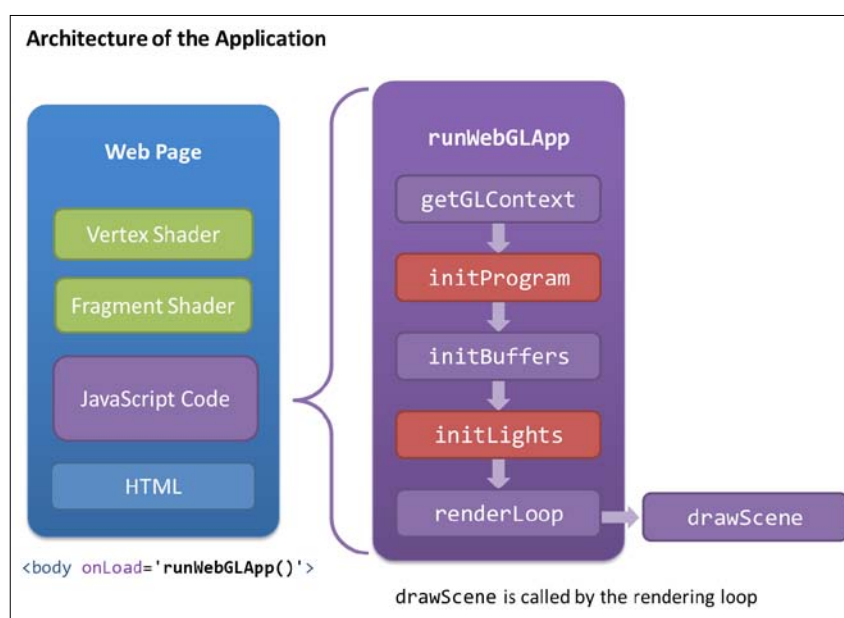 Architecture of the Application
Web Page
Vertex Shader
Fragment Shader
JavaScript Code
HTML
<body onLoad='runWebGLApp()'>
runWebGLApp
getGLContext
initProgram
initBuffers
initLights
renderLoop
drawScene
drawScene is called by the rendering loop